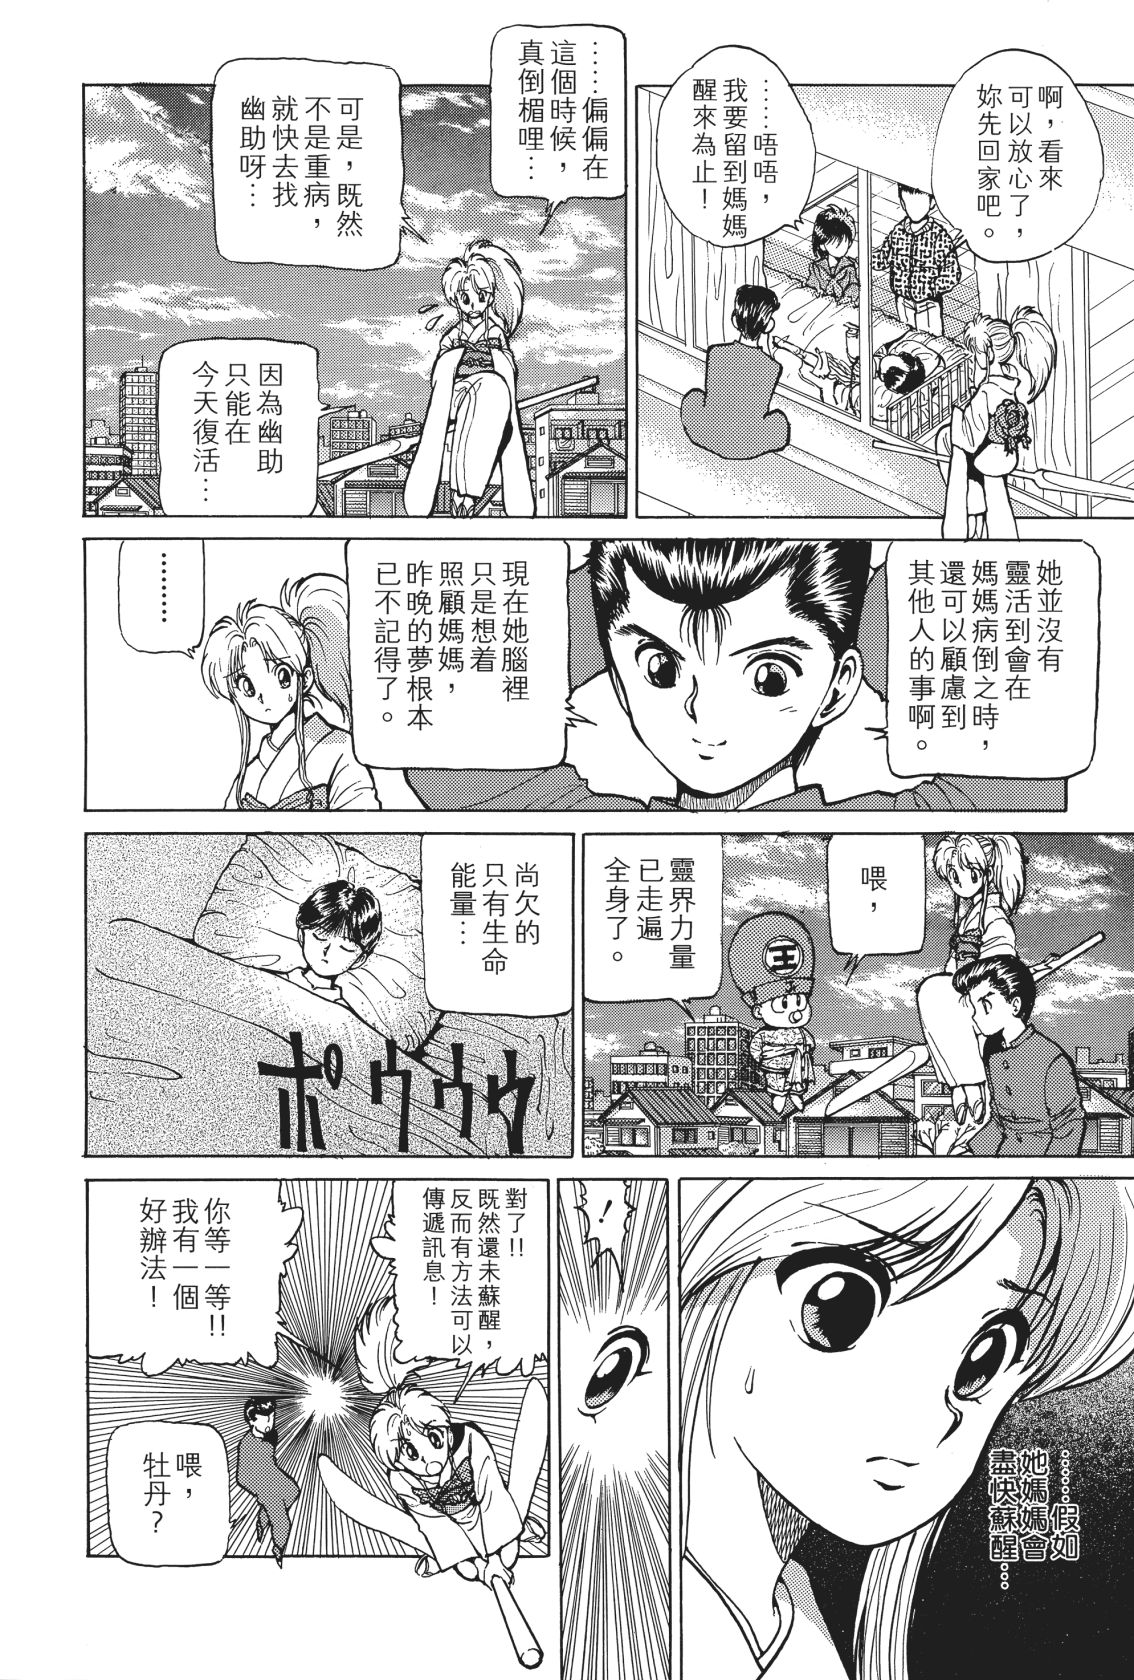 啊，看來
可以放心了，
妳先回家吧。
……唔唔，
我要留到媽媽
醒來為止！
……偏偏在
這個時候，
真倒楣哩…
可是，既然
不是重病，
就快去找
幽助呀…
因為幽助
只能在
今天復活…
她並沒有
靈活到會在
媽媽病倒之時，
還可以顧慮到
其他人的事啊。
現在她腦裡
只是想着
照顧媽媽，
昨晚的夢根本
已不記得了。
………
喂，
王
靈界力量
已走遍
全身了。
尚欠的
只有生命
能量…
ポウウウ
……假如
她媽媽會
盡快蘇醒…
！
對了!!
既然還未蘇醒，
反而有方法可以
傳遞訊息！
你等一等!!
我有一個
好辦法！
喂，
牡丹？